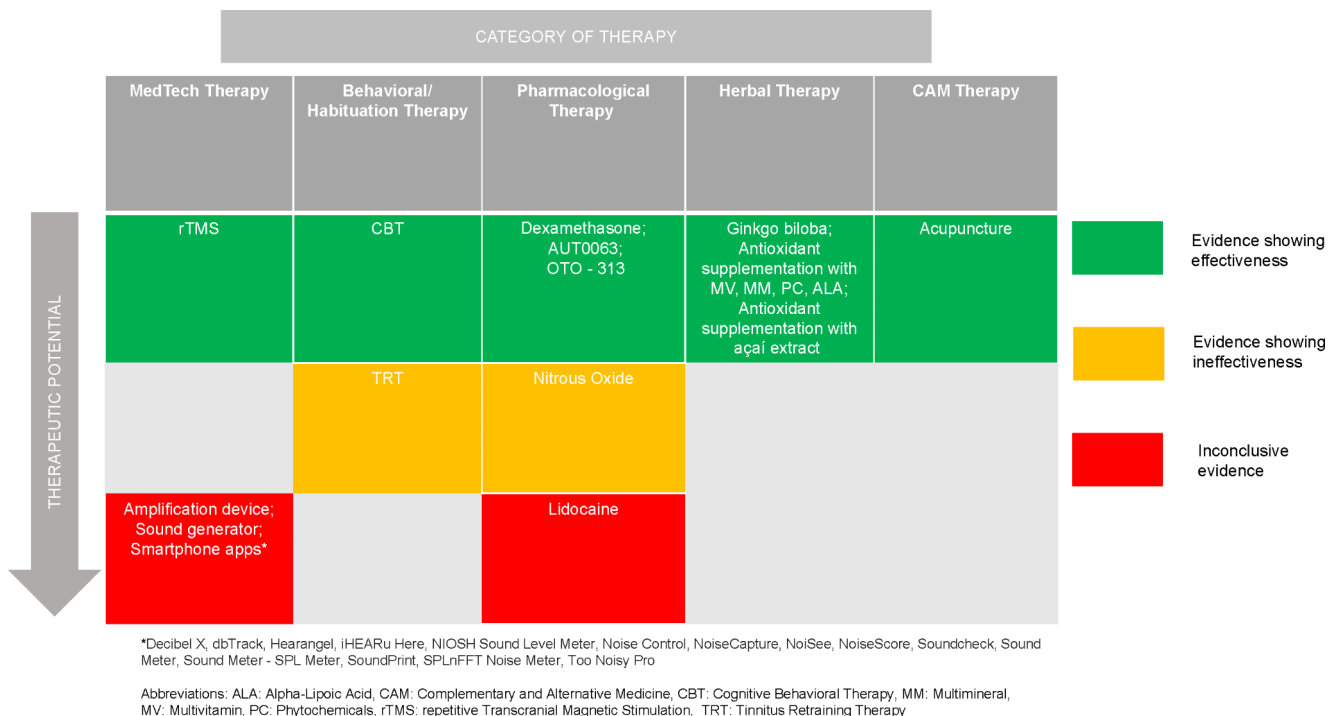 CATEGORY OF THERAPY
MedTech Therapy
Behavioral/
Habituation Therapy
Pharmacological
Therapy
Herbal Therapy
CAM Therapy
THERAPEUTIC POTENTIAL
rTMS
CBT
Dexamethasone;
AUT0063;
OTO - 313
Ginkgo biloba;
Antioxidant
supplementation with
MV, MM, PC, ALA;
Antioxidant
supplementation with
açaí extract
Acupuncture
Evidence showing
effectiveness
TRT
Nitrous Oxide
Evidence showing
ineffectiveness
Amplification device;
Sound generator;
Smartphone apps*
Lidocaine
Inconclusive
evidence
*Decibel X, dbTrack, Hearangel, iHEARu Here, NIOSH Sound Level Meter, Noise Control, NoiseCapture, NoiSee, NoiseScore, Soundcheck, Sound
Meter, Sound Meter - SPL Meter, SoundPrint, SPLnFFT Noise Meter, Too Noisy Pro
Abbreviations: ALA: Alpha-Lipoic Acid, CAM: Complementary and Alternative Medicine, CBT: Cognitive Behavioral Therapy, MM: Multimineral,
MV: Multivitamin, PC: Phytochemicals, rTMS: repetitive Transcranial Magnetic Stimulation, TRT: Tinnitus Retraining Therapy